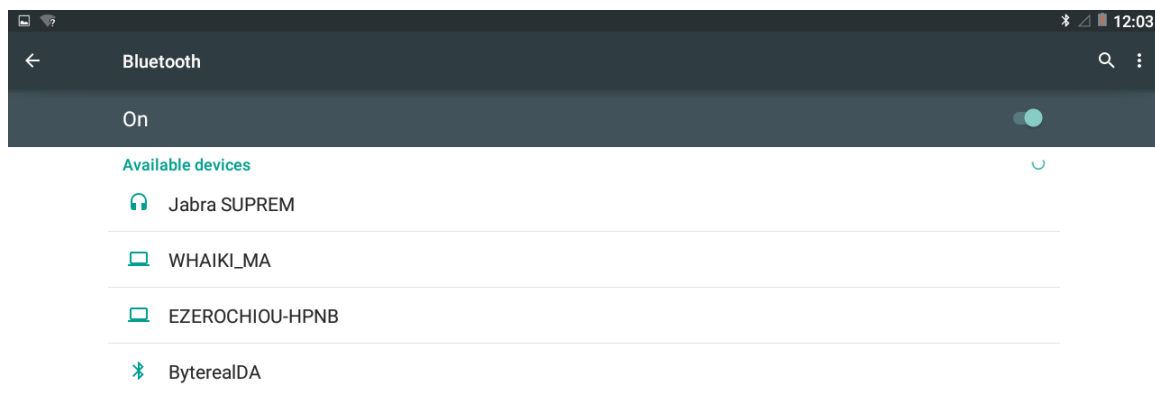 12:03
Bluetooth
On
Available devices
Jabra SUPREM
WHAIKI_MA
EZEROCHIOU-HPNB
ByterealDA